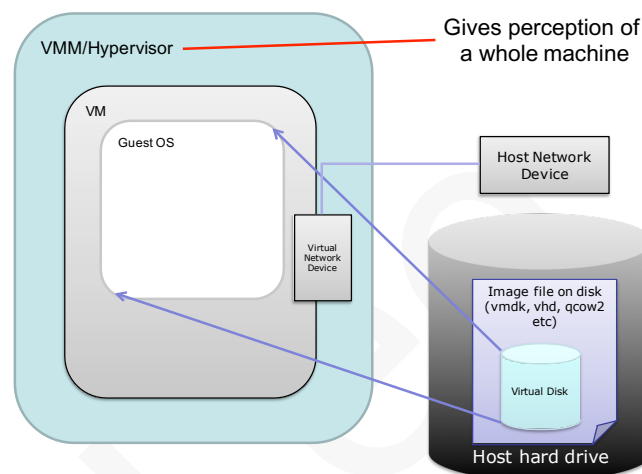 Gives perception of
a whole machine
VMM/Hypervisor
VM
Guest OS
Host Network
Device
Virtual
Network
Device
Image file on disk
(vmdk, vhd, qcow2
etc)
Virtual Disk
Host hard drive